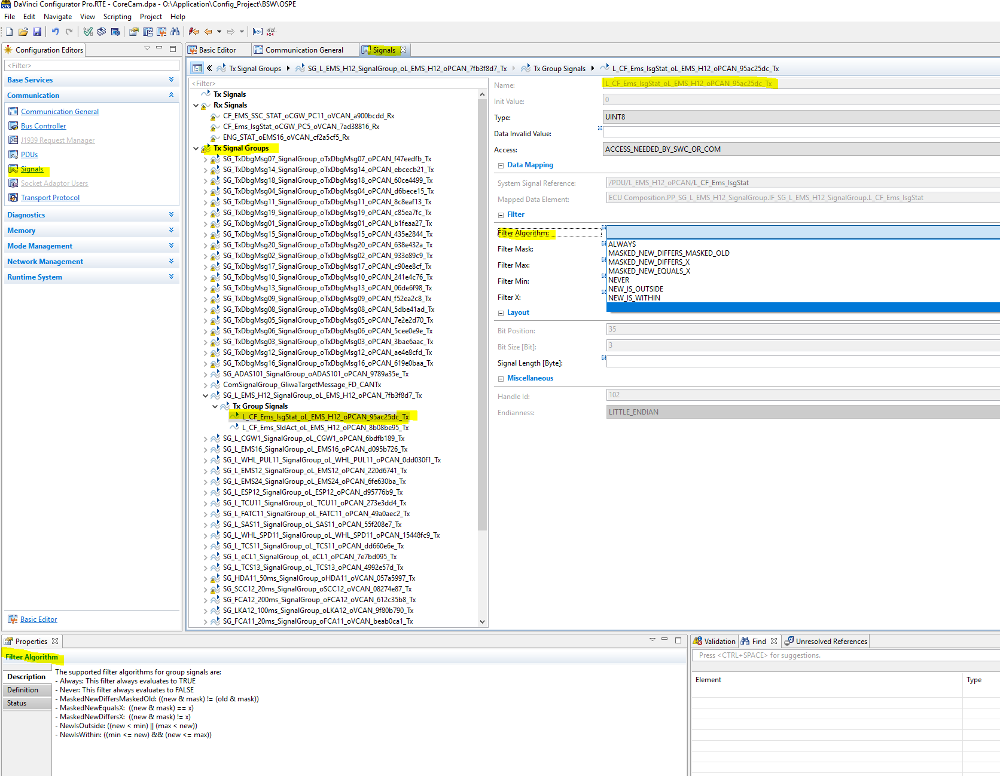 DaVinci Configurator Pro.RTE - CoreCam.dpa - O:\Application\Config_Project\BSW\OSPE
File Edit Navigate View Scripting Project Help
Configuration Editors
<Filter>
Base Services
Communication
Communication General
Bus Controller
J1939 Request Manager
PDUs
Signals
Socket Adaptor Users
Transport Protocol
Diagnostics
Memory
Mode Management
Network Management
Runtime System
Basic Editor
Basic Editor Communication General Signals
Tx Signal Groups SG_L_EMS_H12_SignalGroup_oL_EMS_H12_oPCAN_7fb3f8d7_Tx Tx Group Signals L_CF_Ems_IsgStat_oL_EMS_H12_oPCAN_95ac25dc_Tx
<Filter>
Tx Signals
Rx Signals
CF_EMS_SSC_STAT_oCGW_PC11_oVCAN_a900bcdd_Rx
CF_Ems_IsgStat_oCGW_PC5_oVCAN_7ad38816_Rx
ENG_STAT_oEMS16_oVCAN_cf2a5cf5_Rx
Tx Signal Groups
SG_TxDbgMsg07_SignalGroup_oTxDbgMsg07_oPCAN_f47eedfb_Tx
SG_TxDbgMsg14_SignalGroup_oTxDbgMsg14_oPCAN_ebcecb21_Tx
SG_TxDbgMsg18_SignalGroup_oTxDbgMsg18_oPCAN_60ce4499_Tx
SG_TxDbgMsg04_SignalGroup_oTxDbgMsg04_oPCAN_d6bece15_Tx
SG_TxDbgMsg11_SignalGroup_oTxDbgMsg11_oPCAN_8c8eaf13_Tx
SG_TxDbgMsg19_SignalGroup_oTxDbgMsg19_oPCAN_c85ea7fc_Tx
SG_TxDbgMsg01_SignalGroup_oTxDbgMsg01_oPCAN_b1feaa27_Tx
SG_TxDbgMsg15_SignalGroup_oTxDbgMsg15_oPCAN_435e2844_Tx
SG_TxDbgMsg20_SignalGroup_oTxDbgMsg20_oPCAN_638e432a_Tx
SG_TxDbgMsg02_SignalGroup_oTxDbgMsg02_oPCAN_933e89c9_Tx
SG_TxDbgMsg17_SignalGroup_oTxDbgMsg17_oPCAN_c90ee8cf_Tx
SG_TxDbgMsg10_SignalGroup_oTxDbgMsg10_oPCAN_241e4c76_Tx
SG_TxDbgMsg13_SignalGroup_oTxDbgMsg13_oPCAN_06de6f98_Tx
SG_TxDbgMsg09_SignalGroup_oTxDbgMsg09_oPCAN_f52ea2c8_Tx
SG_TxDbgMsg08_SignalGroup_oTxDbgMsg08_oPCAN_5dbe41ad_Tx
SG_TxDbgMsg05_SignalGroup_oTxDbgMsg05_oPCAN_7e2e2d70_Tx
SG_TxDbgMsg06_SignalGroup_oTxDbgMsg06_oPCAN_5cee0e9e_Tx
SG_TxDbgMsg03_SignalGroup_oTxDbgMsg03_oPCAN_3bae6aac_Tx
SG_TxDbgMsg12_SignalGroup_oTxDbgMsg12_oPCAN_ae4e8cfd_Tx
SG_TxDbgMsg16_SignalGroup_oTxDbgMsg16_oPCAN_619e0baa_Tx
SG_ADAS101_SignalGroup_oADAS101_oPCAN_9789a35e_Tx
ComSignalGroup_GliwaTargetMessage_FD_CANTx
SG_L_EMS_H12_SignalGroup_oL_EMS_H12_oPCAN_7fb3f8d7_Tx
Tx Group Signals
L_CF_Ems_IsgStat_oL_EMS_H12_oPCAN_95ac25dc_Tx
L_CF_Ems_SldAct_oL_EMS_H12_oPCAN_8b08be95_Tx
SG_L_CGW1_SignalGroup_oL_CGW1_oPCAN_6bdfb189_Tx
SG_L_EMS16_SignalGroup_oL_EMS16_oPCAN_d095b726_Tx
SG_L_WHL_PUL11_SignalGroup_oL_WHL_PUL11_oPCAN_0dd030f1_Tx
SG_L_EMS12_SignalGroup_oL_EMS12_oPCAN_220d6741_Tx
SG_L_EMS24_SignalGroup_oL_EMS24_oPCAN_6fe630ba_Tx
SG_L_ESP12_SignalGroup_oL_ESP12_oPCAN_d95776b9_Tx
SG_L_TCU11_SignalGroup_oL_TCU11_oPCAN_273e3dd4_Tx
SG_L_FATC11_SignalGroup_oL_FATC11_oPCAN_49a0aec2_Tx
SG_L_SAS11_SignalGroup_oL_SAS11_oPCAN_55f208e7_Tx
SG_L_WHL_SPD11_SignalGroup_oL_WHL_SPD11_oPCAN_15448fc9_Tx
SG_L_TCS11_SignalGroup_oL_TCS11_oPCAN_dd660e6e_Tx
SG_L_eCL1_SignalGroup_oL_eCL1_oPCAN_7e7bd095_Tx
SG_L_TCS13_SignalGroup_oL_TCS13_oPCAN_4992e57d_Tx
SG_HDA11_50ms_SignalGroup_oHDA11_oVCAN_057a5997_Tx
SG_SCC12_20ms_SignalGroup_oSCC12_oVCAN_08274e87_Tx
SG_FCA12_200ms_SignalGroup_oFCA12_oVCAN_612c35b8_Tx
SG_LKA12_100ms_SignalGroup_oLKA12_oVCAN_9f80b790_Tx
SG_FCA11_20ms_SignalGroup_oFCA11_oVCAN_beab0ca1_Tx
Name: L_CF_Ems_IsgStat_oL_EMS_H12_oPCAN_95ac25dc_Tx
Init Value: 0
Type: UINT8
Data Invalid Value:
Access: ACCESS_NEEDED_BY_SWC_OR_COM
Data Mapping
System Signal Reference: /PDU/L_EMS_H12_oPCAN/L_CF_Ems_IsgStat
Mapped Data Element: ECU Composition.PP_SG_L_EMS_H12_SignalGroup.IF_SG_L_EMS_H12_SignalGroup.L_CF_Ems_IsgStat
Filter
Filter Algorithm:
ALWAYS
Filter Mask: MASKED_NEW_DIFFERS_MASKED_OLD
MASKED_NEW_DIFFERS_X
Filter Max: MASKED_NEW_EQUALS_X
Filter Min: NEVER
NEW_IS_OUTSIDE
Filter X: NEW_IS_WITHIN
Layout
Bit Position: 35
Bit Size [Bit]: 3
Signal Length [Byte]:
Miscellaneous
Handle Id: 102
Endianness: LITTLE_ENDIAN
Properties
Filter Algorithm
Description
Definition
Status
The supported filter algorithms for group signals are:
- Always: This filter always evaluates to TRUE
- Never: This filter always evaluates to FALSE
- MaskedNewDiffersMaskedOld: ((new & mask) != (old & mask))
- MaskedNewEqualsX: ((new & mask) == x)
- MaskedNewDiffersX: ((new & mask) != x)
- NewIsOutside: ((new < min) || (max < new))
- NewIsWithin: ((min <= new) && (new <= max))
Validation Find Unresolved References
Press <CTRL+SPACE> for suggestions.
Element Type